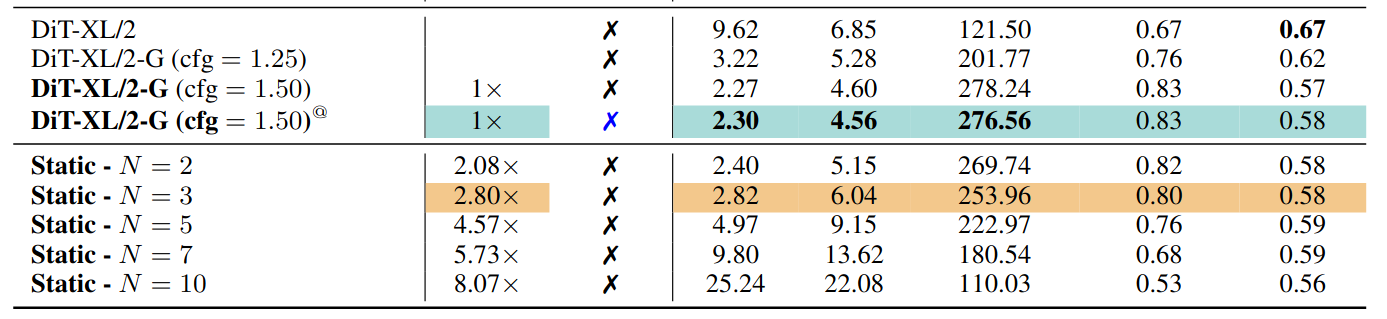 DiT-XL/2 ✗ 9.62 6.85 121.50 0.67 0.67
DiT-XL/2-G (cfg = 1.25) ✗ 3.22 5.28 201.77 0.76 0.62
DiT-XL/2-G (cfg = 1.50) 1× ✗ 2.27 4.60 278.24 0.83 0.57
DiT-XL/2-G (cfg = 1.50)@ 1× ✗ 2.30 4.56 276.56 0.83 0.58
Static - N = 2 2.08× ✗ 2.40 5.15 269.74 0.82 0.58
Static - N = 3 2.80× ✗ 2.82 6.04 253.96 0.80 0.58
Static - N = 5 4.57× ✗ 4.97 9.15 222.97 0.76 0.59
Static - N = 7 5.73× ✗ 9.80 13.62 180.54 0.68 0.59
Static - N = 10 8.07× ✗ 25.24 22.08 110.03 0.53 0.56